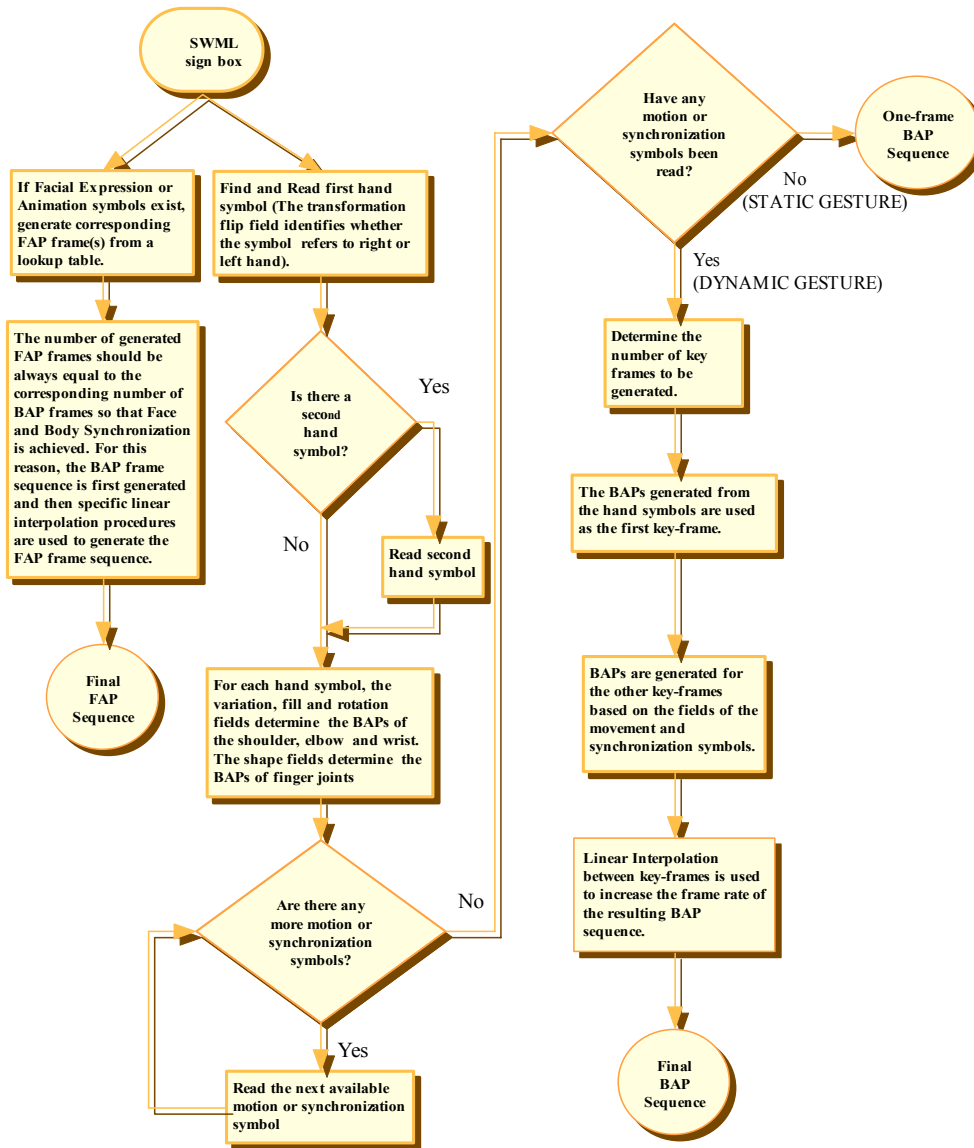 SWML
sign box
If Facial Expression or
Animation symbols exist,
generate corresponding
FAP frame(s) from a
lookup table.
The number of generated
FAP frames should be
always equal to the
corresponding number of
BAP frames so that Face
and Body Synchronization
is achieved. For this
reason, the BAP frame
sequence is first generated
and then specific linear
interpolation procedures
are used to generate the
FAP frame sequence.
Final
FAP
Sequence
Find and Read first hand
symbol (The transformation
flip field identifies whether
the symbol refers to right or
left hand).
Is there a
second
hand
symbol?
Yes
No
Read second
hand symbol
For each hand symbol, the
variation, fill and rotation
fields determine the BAPs of
the shoulder, elbow and wrist.
The shape fields determine the
BAPs of finger joints
Are there any
more motion or
synchronization
symbols?
No
Yes
Read the next available
motion or synchronization
symbol
Have any
motion or
synchronization
symbols been
read?
No
(STATIC GESTURE)
One-frame
BAP
Sequence
Yes
(DYNAMIC GESTURE)
Determine the
number of key
frames to be
generated.
The BAPs generated from
the hand symbols are used
as the first key-frame.
BAPs are generated for
the other key-frames
based on the fields of the
movement and
synchronization symbols.
Linear Interpolation
between key-frames is used
to increase the frame rate of
the resulting BAP
sequence.
Final
BAP
Sequence